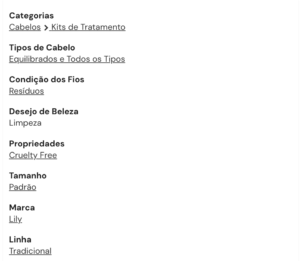 Categorias
Cabelos > Kits de Tratamento
Tipos de Cabelo
Equilibrados e Todos os Tipos
Condição dos Fios
Resíduos
Desejo de Beleza
Limpeza
Propriedades
Cruelty Free
Tamanho
Padrão
Marca
Lily
Linha
Tradicional